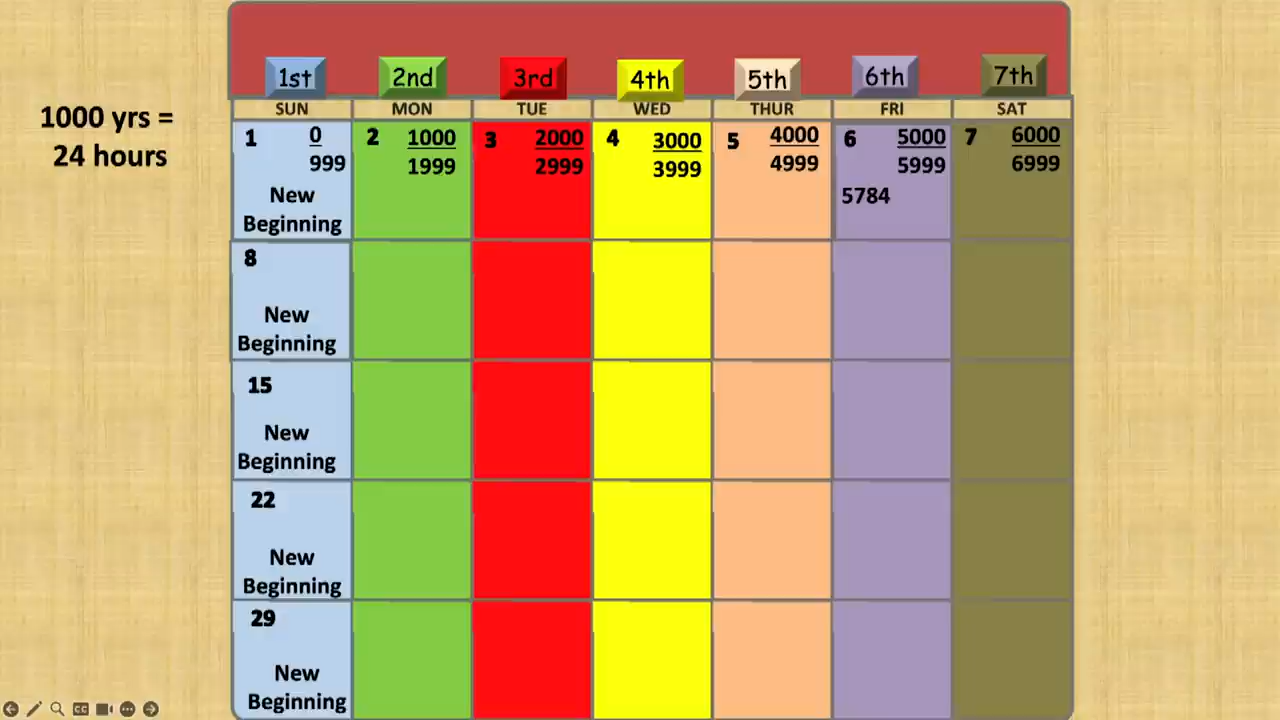 1st 2nd 3rd 4th 5th 6th 7th
SUN MON TUE WED THUR FRI SAT
1000 yrs =
24 hours
1 0 2 1000 3 2000 4 3000 5 4000 6 5000 7 6000
999 1999 2999 3999 4999 5999 6999
New 5784
Beginning
8
New
Beginning
15
New
Beginning
22
New
Beginning
29
New
Beginning
CC